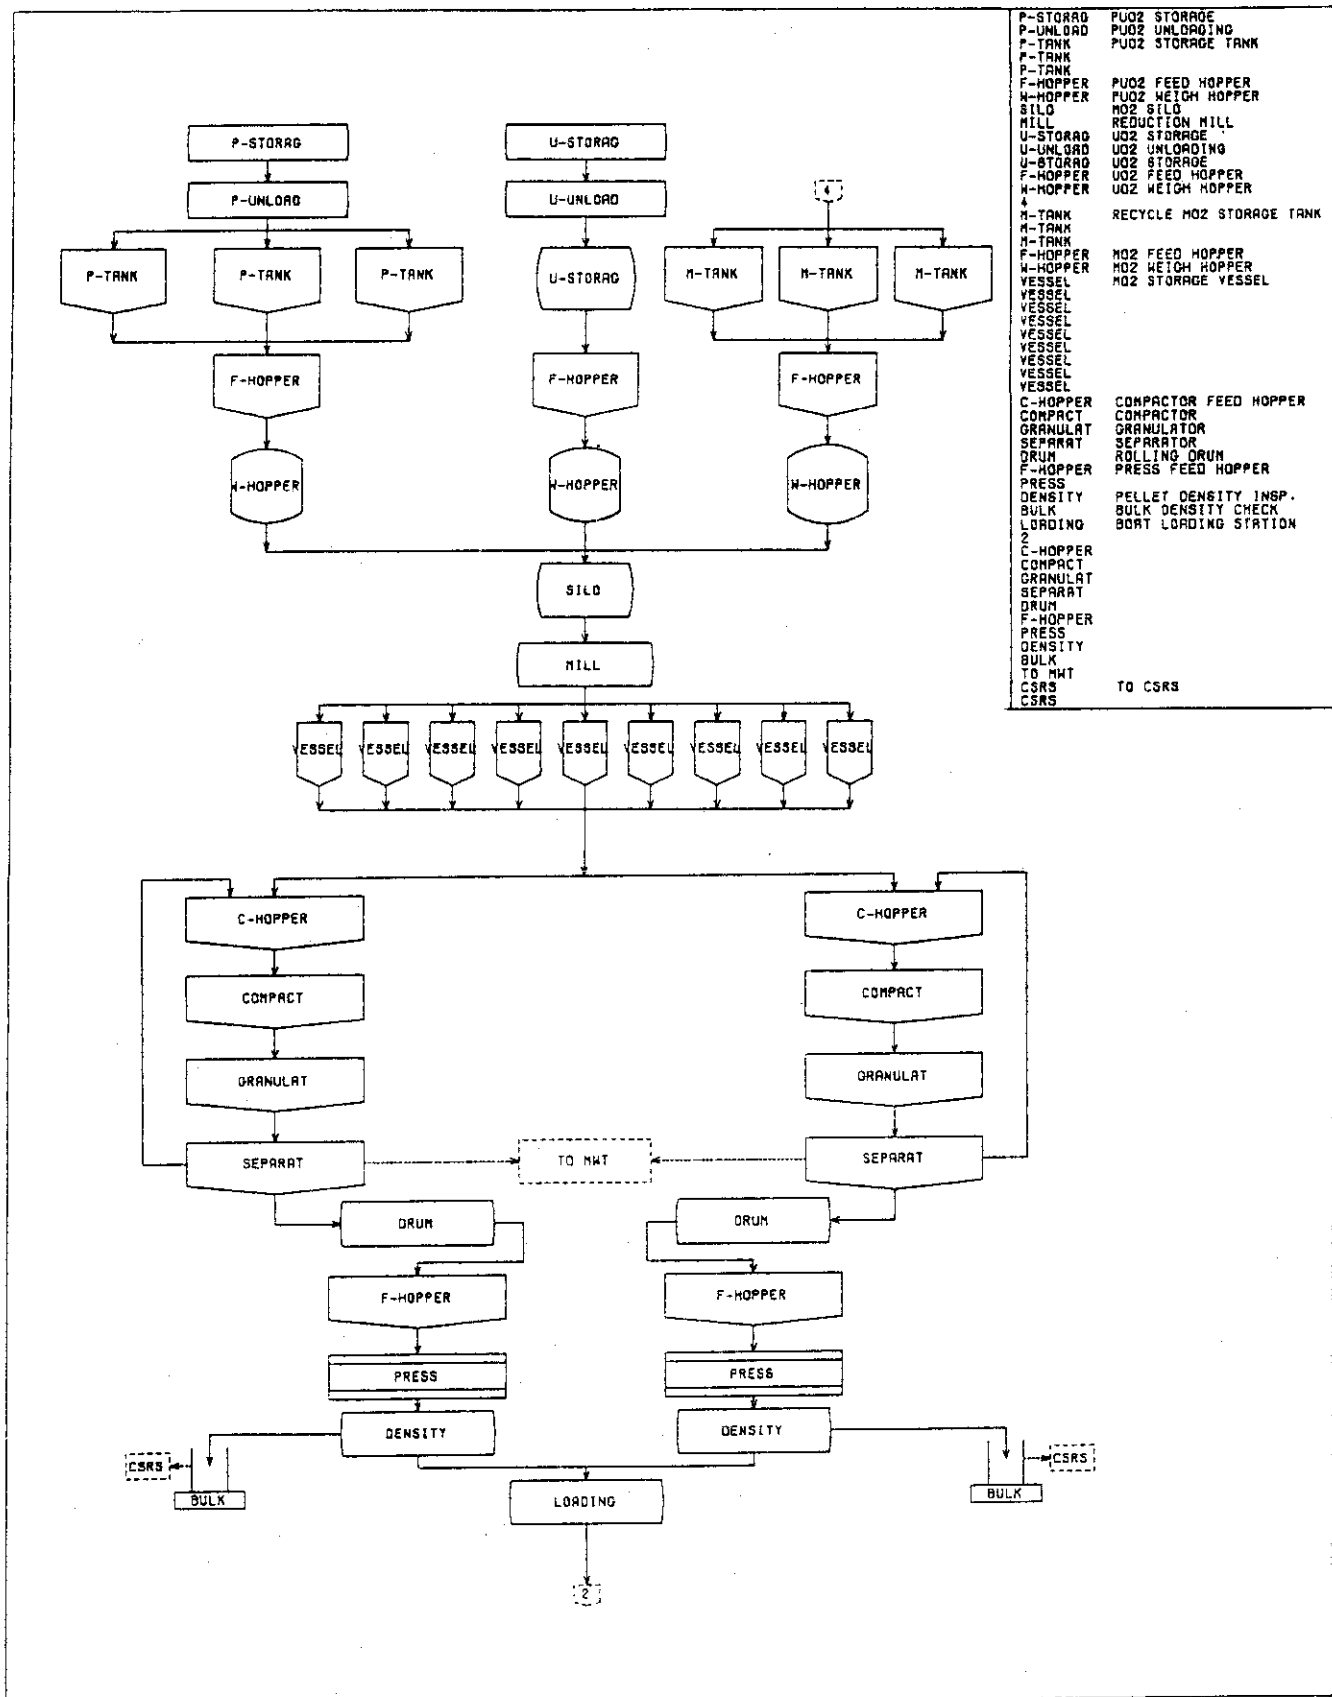 P-STORAG PUO2 STORAGE
P-UNLOAD PUO2 UNLOADING
P-TANK PUO2 STORAGE TANK
P-TANK
P-TANK
F-HOPPER PUO2 FEED HOPPER
W-HOPPER PUO2 WEIGH HOPPER
SILO MO2 SILO
MILL REDUCTION MILL
U-STORAG UO2 STORAGE
U-UNLOAD UO2 UNLOADING
U-STORAG UO2 STORAGE
F-HOPPER UO2 FEED HOPPER
W-HOPPER UO2 WEIGH HOPPER
4
M-TANK RECYCLE MO2 STORAGE TANK
M-TANK
M-TANK
F-HOPPER MO2 FEED HOPPER
W-HOPPER MO2 WEIGH HOPPER
VESSEL MO2 STORAGE VESSEL
VESSEL
VESSEL
VESSEL
VESSEL
VESSEL
VESSEL
VESSEL
VESSEL
C-HOPPER COMPACTOR FEED HOPPER
COMPACT COMPACTOR
GRANULAT GRANULATOR
SEPARAT SEPARATOR
DRUM ROLLING DRUM
F-HOPPER PRESS FEED HOPPER
PRESS
DENSITY PELLET DENSITY INSP.
BULK BULK DENSITY CHECK
LOADING BOAT LOADING STATION
2
C-HOPPER
COMPACT
GRANULAT
SEPARAT
DRUM
F-HOPPER
PRESS
DENSITY
BULK
TO MWT
CSRS TO CSRS
CSRS
P-STORAG U-STORAG
P-UNLOAD U-UNLOAD 4
P-TANK P-TANK P-TANK U-STORAG M-TANK M-TANK M-TANK
F-HOPPER F-HOPPER F-HOPPER
W-HOPPER W-HOPPER W-HOPPER
SILO
MILL
VESSEL VESSEL VESSEL VESSEL VESSEL VESSEL VESSEL VESSEL VESSEL
C-HOPPER C-HOPPER
COMPACT COMPACT
GRANULAT GRANULAT
SEPARAT TO MWT SEPARAT
DRUM DRUM
F-HOPPER F-HOPPER
PRESS PRESS
DENSITY DENSITY
CSRS CSRS
BULK LOADING BULK
2